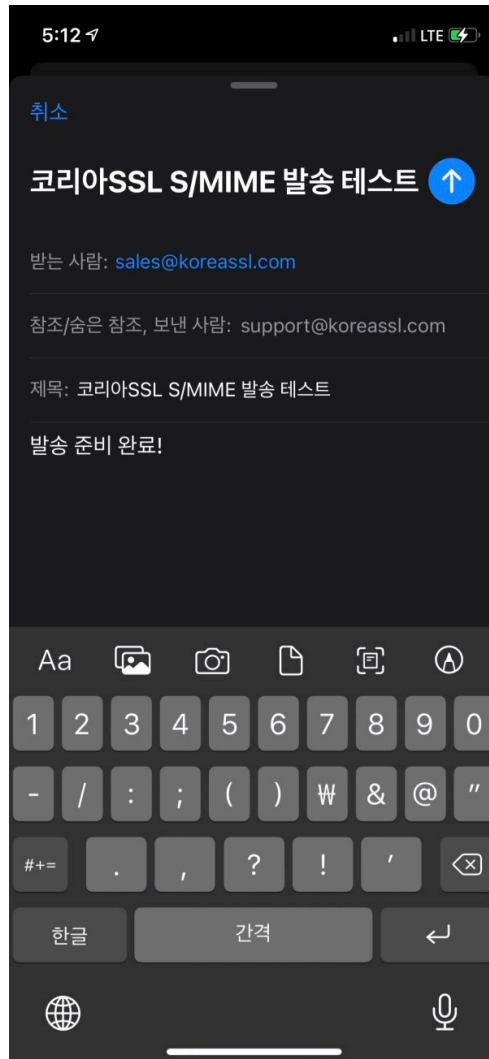 5:12
LTE
취소
코리아SSL S/MIME 발송 테스트
받는 사람: sales@koreassl.com
참조/숨은 참조, 보낸 사람: support@koreassl.com
제목: 코리아SSL S/MIME 발송 테스트
발송 준비 완료!
Aa
1 2 3 4 5 6 7 8 9 0
- / : ; ( ) ₩ & @ "
#+= . , ? ! '
한글 간격